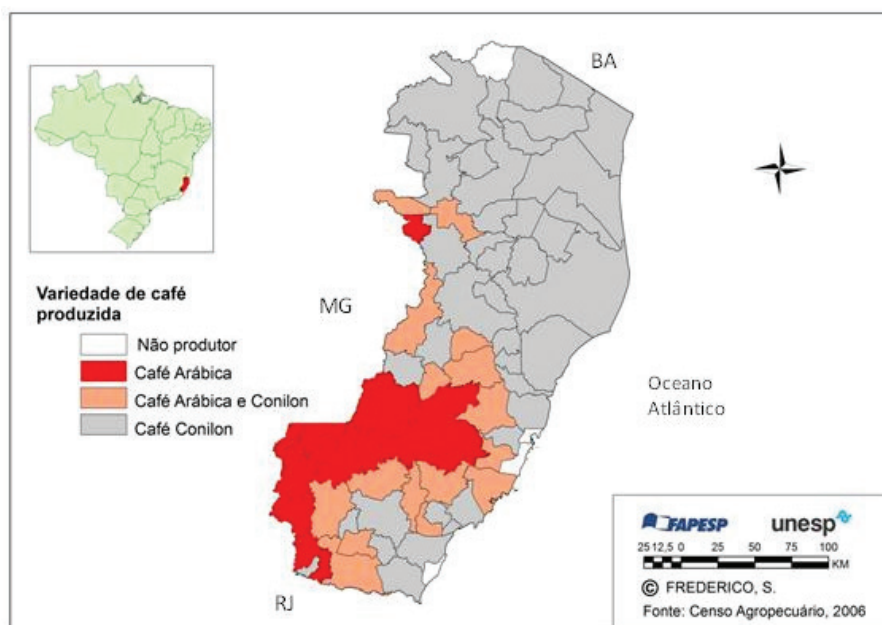 BA
MG
Variedade de café
produzida
Não produtor
Café Arábica
Café Arábica e Conilon
Café Conilon
Oceano
Atlântico
RJ
FAPESP unesp
25 12,5 0 25 50 75 100
KM
© FREDERICO, S.
Fonte: Censo Agropecuário, 2006